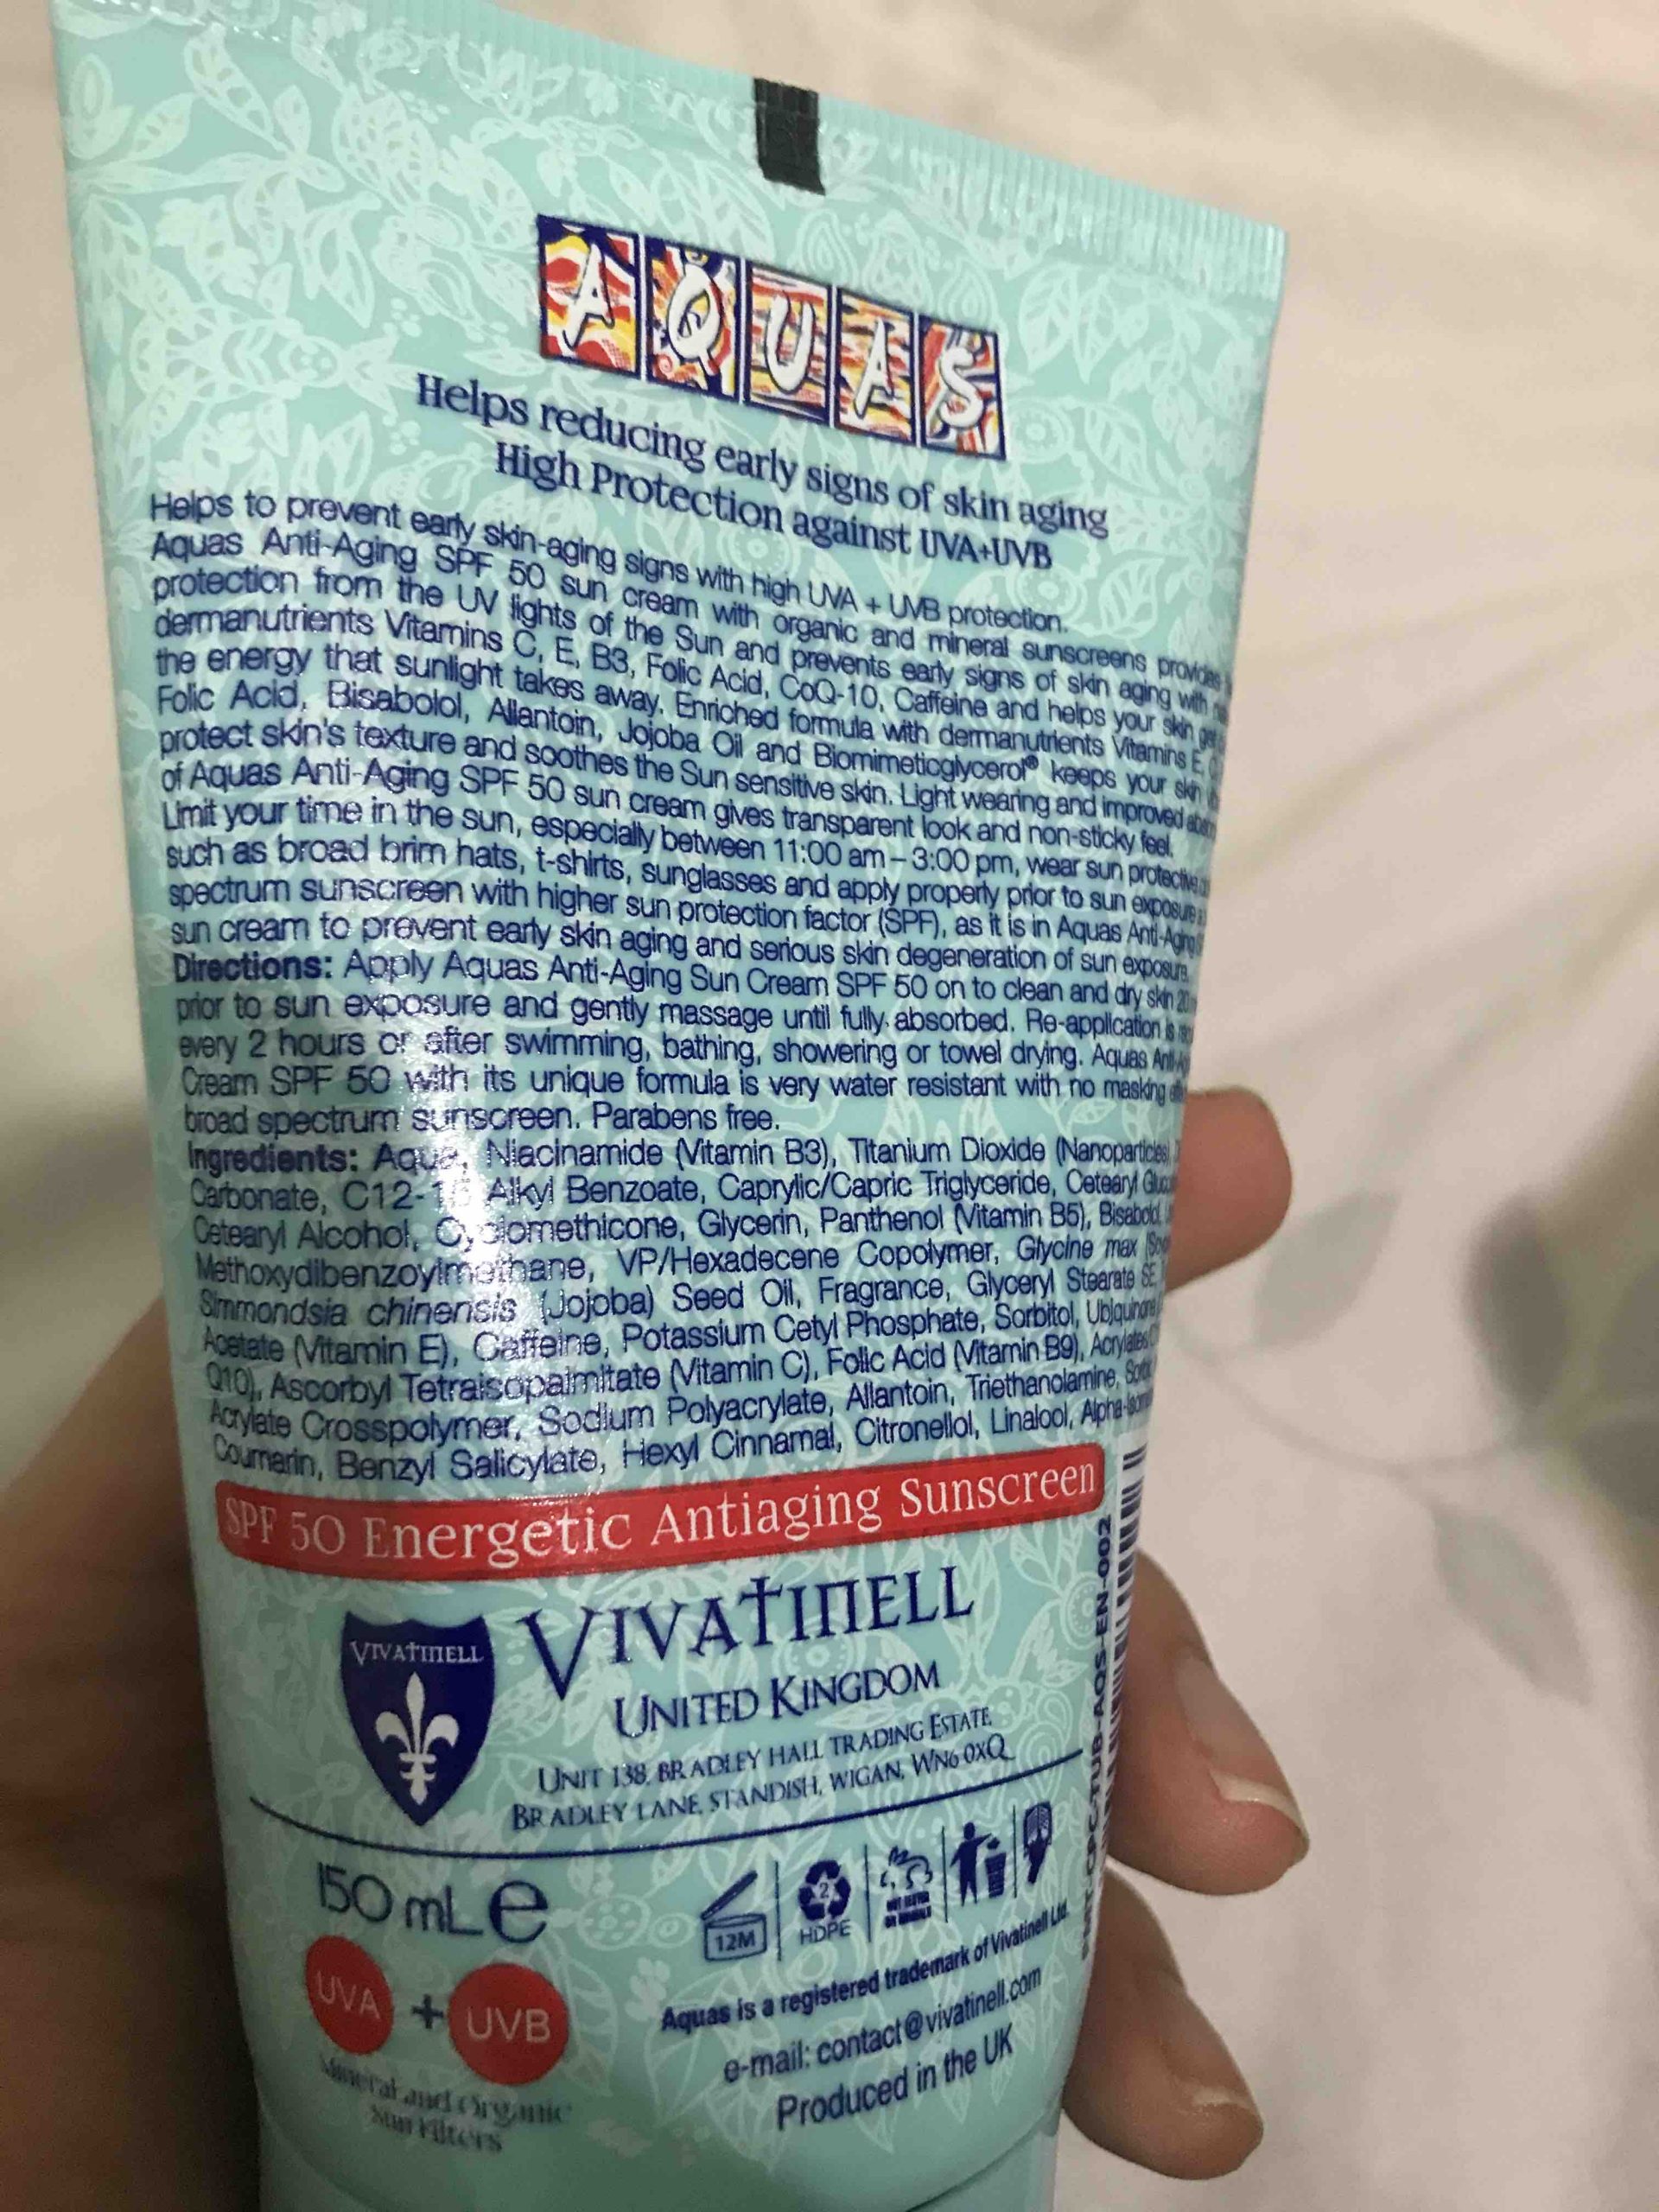 AQUAS
Helps reducing early signs of skin aging
High Protection against UVA+UVB
Helps to prevent early skin-aging signs with high UVA + UVB protection.
Aquas Anti-Aging SPF 50 sun cream with organic and mineral sunscreens provides
protection from the UV lights of the Sun and prevents early signs of skin aging with
dermanutrients Vitamins C, E, B3, Folic Acid, CoQ-10, Caffeine and helps your skin
the energy that sunlight takes away. Enriched formula with dermanutrients Vitamins E,
Folic Acid, Bisabolol, Allantoin, Jojoba Oil and Biomimeticglycerol® keeps your skin
protect skin's texture and soothes the Sun sensitive skin. Light wearing and improved
of Aquas Anti-Aging SPF 50 sun cream gives transparent look and non-sticky feel.
Limit your time in the sun, especially between 11:00 am – 3:00 pm, wear sun protective
such as broad brim hats, t-shirts, sunglasses and apply properly prior to sun exposure
spectrum sunscreen with higher sun protection factor (SPF), as it is in Aquas Anti-Aging
sun cream to prevent early skin aging and serious skin degeneration of sun exposure.
Directions: Apply Aquas Anti-Aging Sun Cream SPF 50 on to clean and dry skin 20
prior to sun exposure and gently massage until fully absorbed. Re-application is
every 2 hours or after swimming, bathing, showering or towel drying. Aquas
Cream SPF 50 with its unique formula is very water resistant with no masking
broad spectrum sunscreen. Parabens free.
Ingredients: Aqua, Niacinamide (Vitamin B3), Titanium Dioxide (Nanoparticles),
Carbonate, C12-15 Alkyl Benzoate, Caprylic/Capric Triglyceride, Cetearyl
Cetearyl Alcohol, Cyclomethicone, Glycerin, Panthenol (Vitamin B5), Bisabolol,
Methoxydibenzoylmethane, VP/Hexadecene Copolymer, Glycine max
Simmondsia chinensis (Jojoba) Seed Oil, Fragrance, Glyceryl Stearate SE,
Acetate (Vitamin E), Caffeine, Potassium Cetyl Phosphate, Sorbitol,
Q10), Ascorbyl Tetraisopalmitate (Vitamin C), Folic Acid (Vitamin B9),
Acrylate Crosspolymer, Sodium Polyacrylate, Allantoin, Triethanolamine,
Coumarin, Benzyl Salicylate, Hexyl Cinnamal, Citronellol, Linalool,
SPF 50 Energetic Antiaging Sunscreen
VIVATINELL
VIVATINELL
UNITED KINGDOM
UNIT 138, BRADLEY HALL TRADING ESTATE,
BRADLEY LANE, STANDISH, WIGAN, WN6 0XQ
150 mL e
12M
2
HDPE
UVA + UVB
Mineral and Organic
Sun Filters
Aquas is a registered trademark of Vivatinell Ltd.
e-mail: contact@vivatinell.com
Produced in the UK